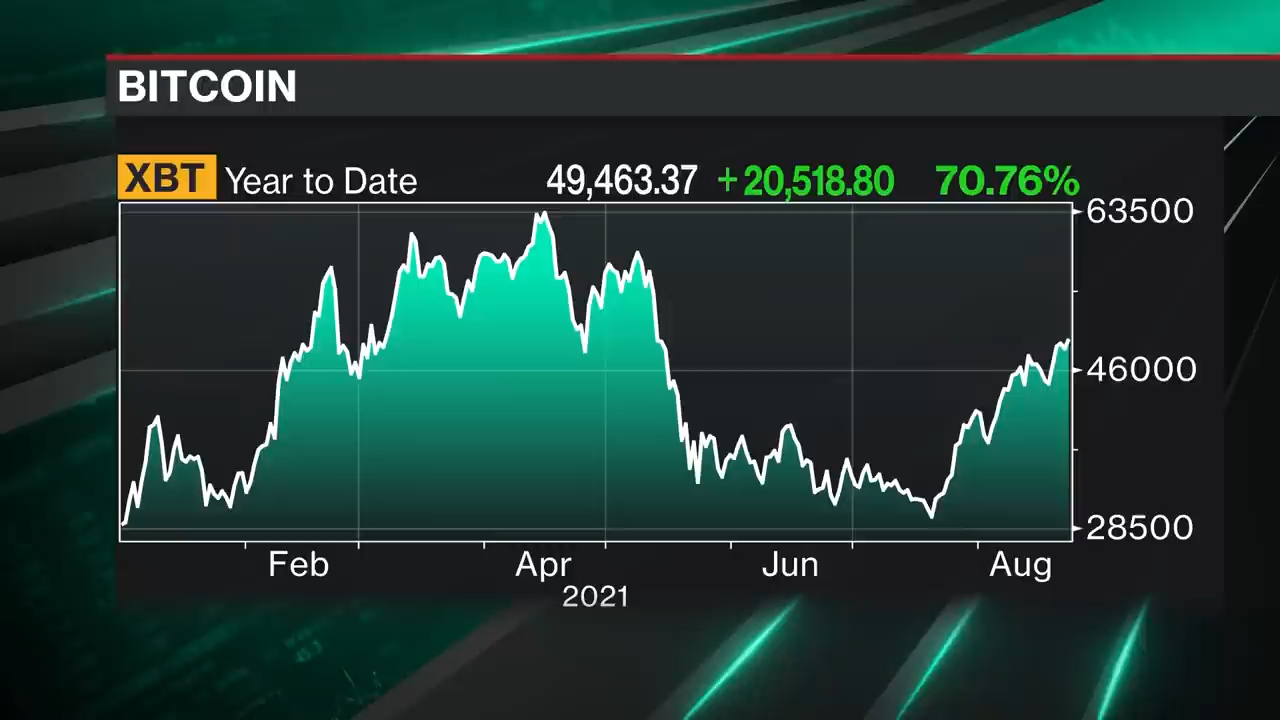 BITCOIN
XBT Year to Date 49,463.37 +20,518.80 70.76%
63500
46000
28500
Feb Apr Jun Aug
2021